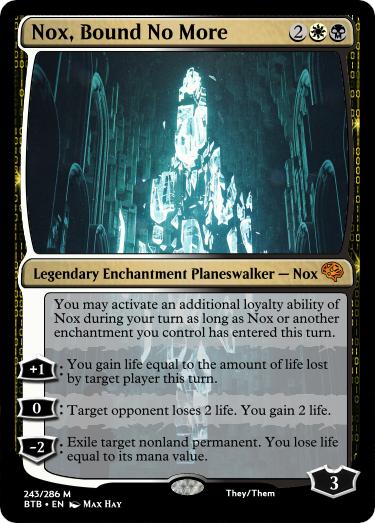 Nox, Bound No More 2
Legendary Enchantment Planeswalker — Nox
You may activate an additional loyalty ability of
Nox during your turn as long as Nox or another
enchantment you control has entered this turn.
+1: You gain life equal to the amount of life lost
by target player this turn.
0: Target opponent loses 2 life. You gain 2 life.
-2: Exile target nonland permanent. You lose life
equal to its mana value.
3
243/286 M
BTB • EN Max Hay
They/Them